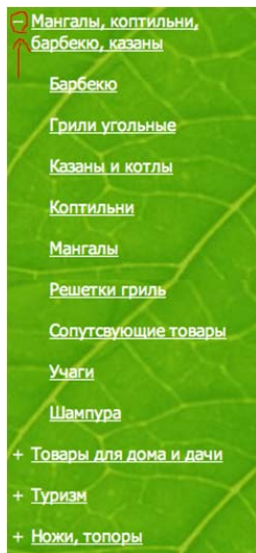 − Мангалы, коптильни,
барбекю, казаны
Барбекю
Грили угольные
Казаны и котлы
Коптильни
Мангалы
Решетки гриль
Сопутсвующие товары
Учаги
Шампура
+ Товары для дома и дачи
+ Туризм
+ Ножи, топоры